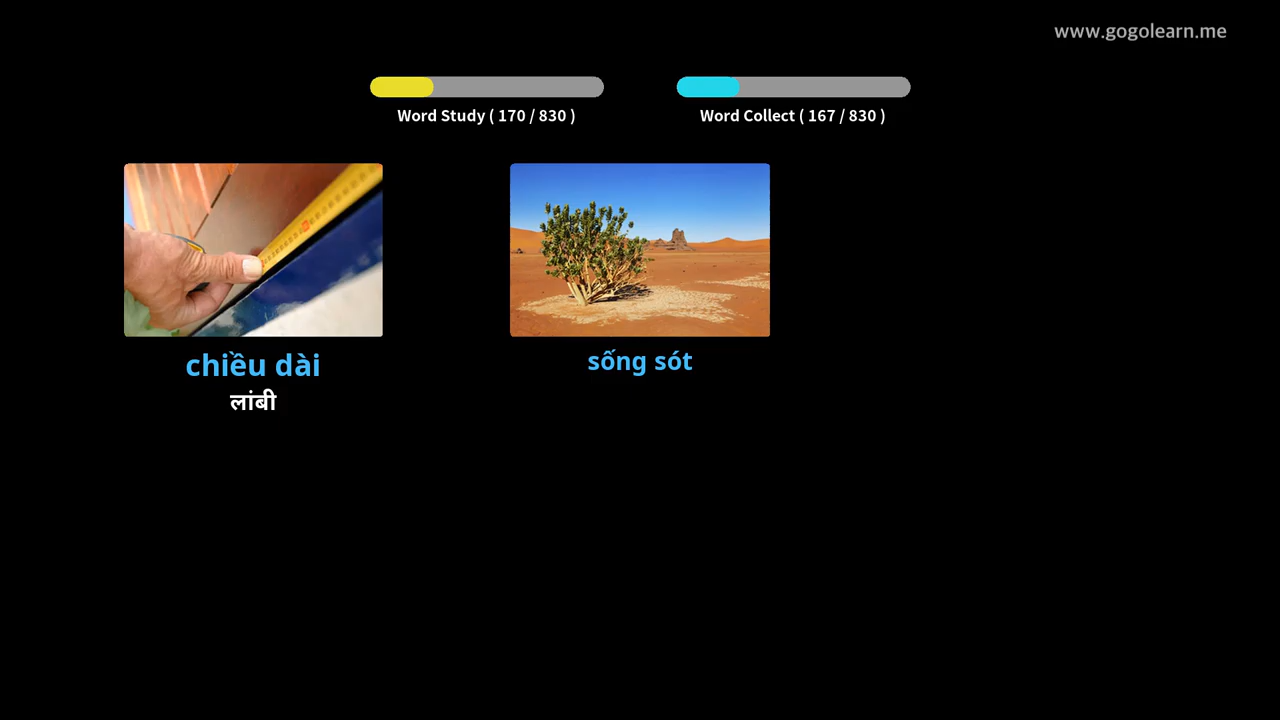 www.gogolearn.me
Word Study ( 170 / 830 )
Word Collect ( 167 / 830 )
chiều dài
लांबी
sống sót